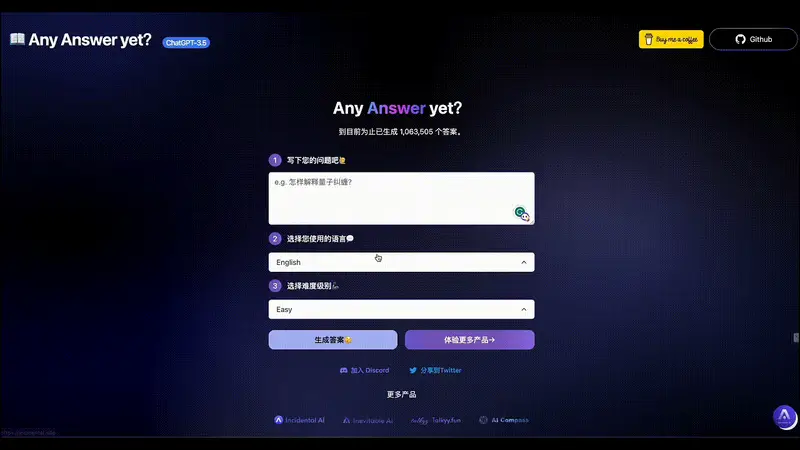 Any Answer yet?
ChatGPT-3.5
Buy me a coffee
Github
Any Answer yet?
到目前为止已生成 1,063,505 个答案。
1 写下您的问题吧
e.g. 怎样解释量子纠缠?
2 选择您使用的语言
English
3 选择难度级别
Easy
生成答案
体验更多产品→
加入 Discord
分享到Twitter
更多产品
Incidental AI
Inevitable AI
Talkyy.fun
AI Compass